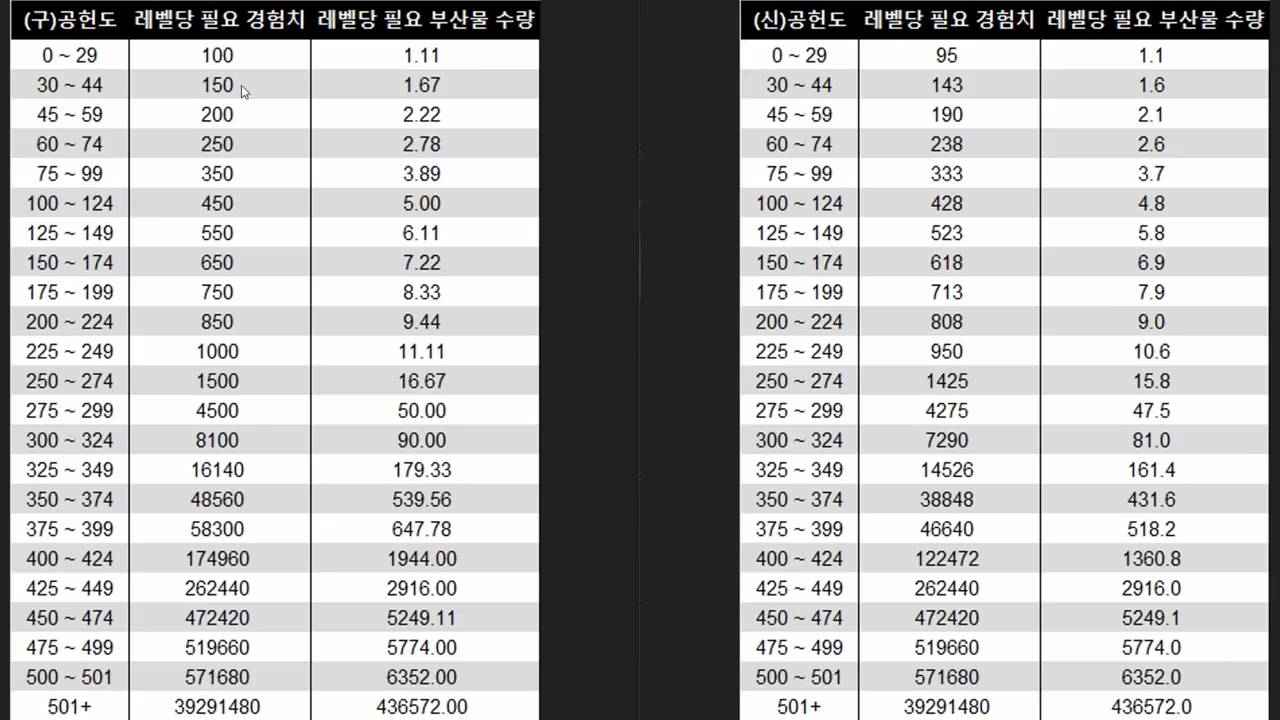 (구)공헌도 레벨당 필요 경험치 레벨당 필요 부산물 수량
0 ~ 29 100 1.11
30 ~ 44 150 1.67
45 ~ 59 200 2.22
60 ~ 74 250 2.78
75 ~ 99 350 3.89
100 ~ 124 450 5.00
125 ~ 149 550 6.11
150 ~ 174 650 7.22
175 ~ 199 750 8.33
200 ~ 224 850 9.44
225 ~ 249 1000 11.11
250 ~ 274 1500 16.67
275 ~ 299 4500 50.00
300 ~ 324 8100 90.00
325 ~ 349 16140 179.33
350 ~ 374 48560 539.56
375 ~ 399 58300 647.78
400 ~ 424 174960 1944.00
425 ~ 449 262440 2916.00
450 ~ 474 472420 5249.11
475 ~ 499 519660 5774.00
500 ~ 501 571680 6352.00
501+ 39291480 436572.00
(신)공헌도 레벨당 필요 경험치 레벨당 필요 부산물 수량
0 ~ 29 95 1.1
30 ~ 44 143 1.6
45 ~ 59 190 2.1
60 ~ 74 238 2.6
75 ~ 99 333 3.7
100 ~ 124 428 4.8
125 ~ 149 523 5.8
150 ~ 174 618 6.9
175 ~ 199 713 7.9
200 ~ 224 808 9.0
225 ~ 249 950 10.6
250 ~ 274 1425 15.8
275 ~ 299 4275 47.5
300 ~ 324 7290 81.0
325 ~ 349 14526 161.4
350 ~ 374 38848 431.6
375 ~ 399 46640 518.2
400 ~ 424 122472 1360.8
425 ~ 449 262440 2916.0
450 ~ 474 472420 5249.1
475 ~ 499 519660 5774.0
500 ~ 501 571680 6352.0
501+ 39291480 436572.0